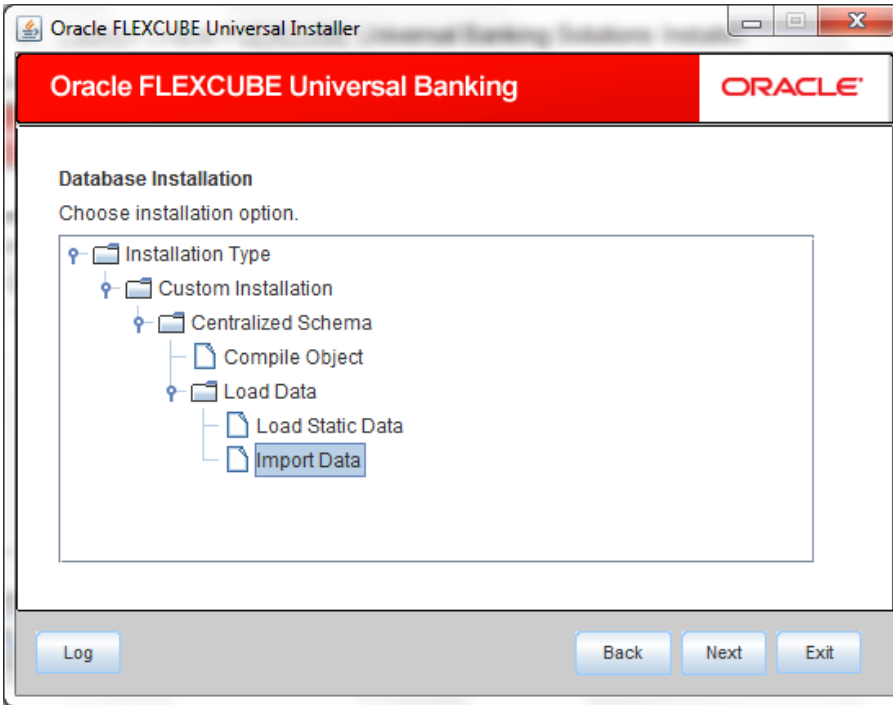 Oracle FLEXCUBE Universal Installer
Oracle FLEXCUBE Universal Banking
ORACLE
Database Installation
Choose installation option.
Installation Type
Custom Installation
Centralized Schema
Compile Object
Load Data
Load Static Data
Import Data
Log
Back
Next
Exit